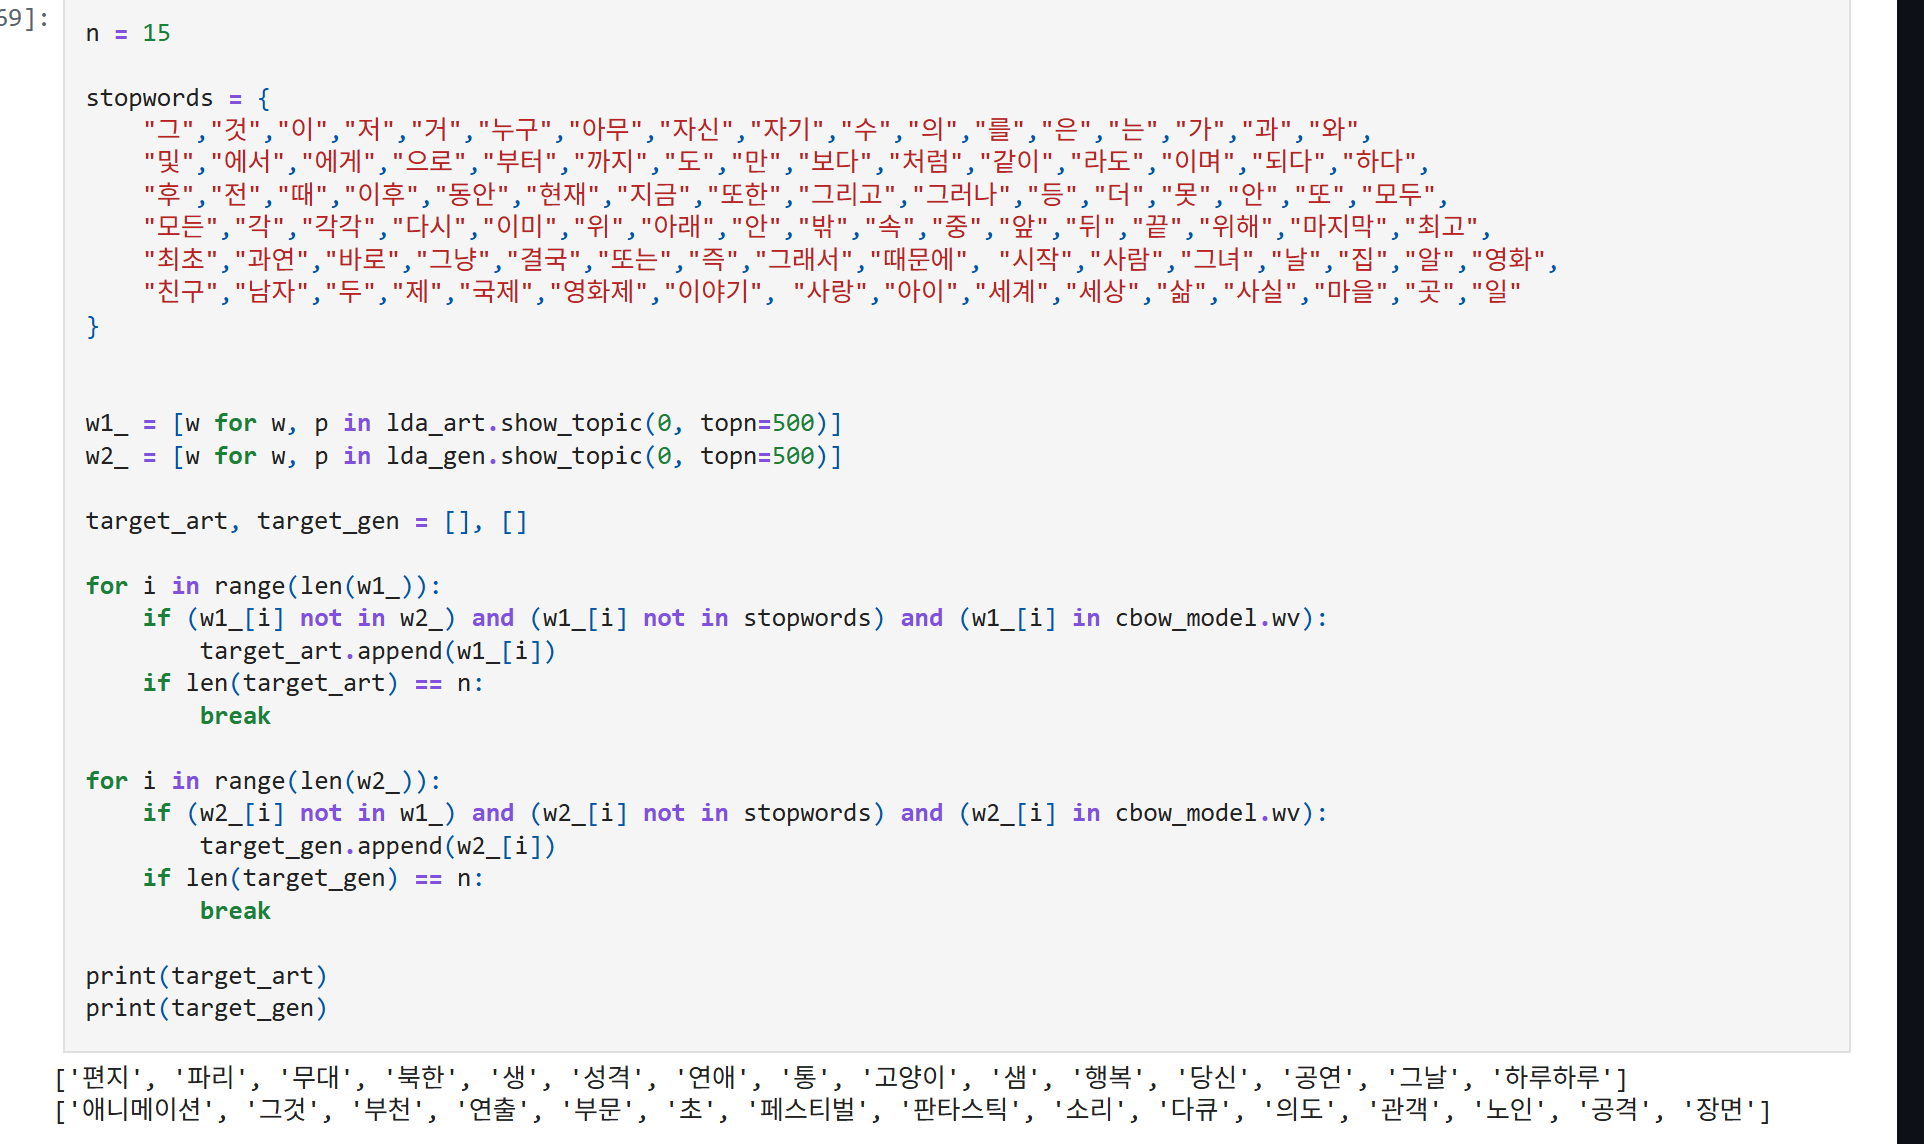 69]:
n = 15
stopwords = {
"그","것","이","저","거","누구","아무","자신","자기","수","의","를","은","는","가","과","와",
"및","에서","에게","으로","부터","까지","도","만","보다","처럼","같이","라도","이며","되다","하다",
"후","전","때","이후","동안","현재","지금","또한","그리고","그러나","등","더","못","안","또","모두",
"모든","각","각각","다시","이미","위","아래","안","밖","속","중","앞","뒤","끝","위해","마지막","최고",
"최초","과연","바로","그냥","결국","또는","즉","그래서","때문에", "시작","사람","그녀","날","집","알","영화",
"친구","남자","두","제","국제","영화제","이야기", "사랑","아이","세계","세상","삶","사실","마을","곳","일"
}
w1_ = [w for w, p in lda_art.show_topic(0, topn=500)]
w2_ = [w for w, p in lda_gen.show_topic(0, topn=500)]
target_art, target_gen = [], []
for i in range(len(w1_)):
if (w1_[i] not in w2_) and (w1_[i] not in stopwords) and (w1_[i] in cbow_model.wv):
target_art.append(w1_[i])
if len(target_art) == n:
break
for i in range(len(w2_)):
if (w2_[i] not in w1_) and (w2_[i] not in stopwords) and (w2_[i] in cbow_model.wv):
target_gen.append(w2_[i])
if len(target_gen) == n:
break
print(target_art)
print(target_gen)
['편지', '파리', '무대', '북한', '생', '성격', '연애', '통', '고양이', '샘', '행복', '당신', '공연', '그날', '하루하루']
['애니메이션', '그것', '부천', '연출', '부문', '초', '페스티벌', '판타스틱', '소리', '다큐', '의도', '관객', '노인', '공격', '장면']